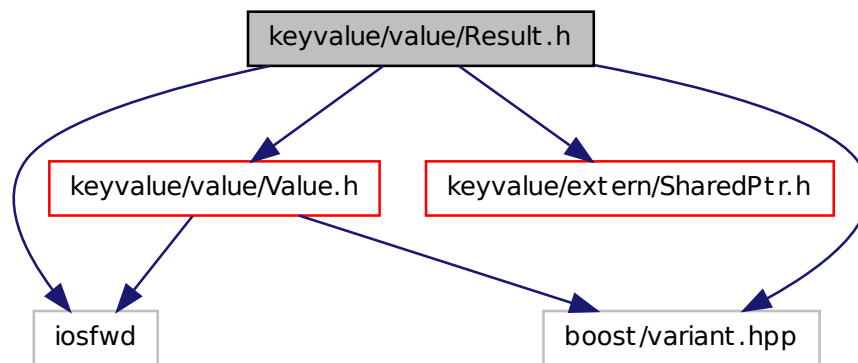 keyvalue/value/Result.h
keyvalue/value/Value.h
keyvalue/extern/SharedPtr.h
iosfwd
boost/variant.hpp